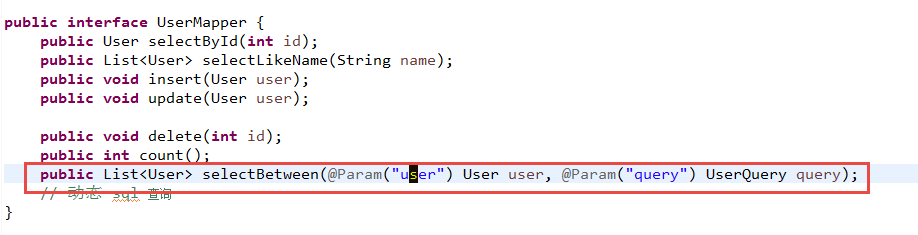 public interface UserMapper {
public User selectById(int id);
public List<User> selectLikeName(String name);
public void insert(User user);
public void update(User user);
public void delete(int id);
public int count();
public List<User> selectBetween(@Param("user") User user, @Param("query") UserQuery query);
// 动态 sql 查询
}